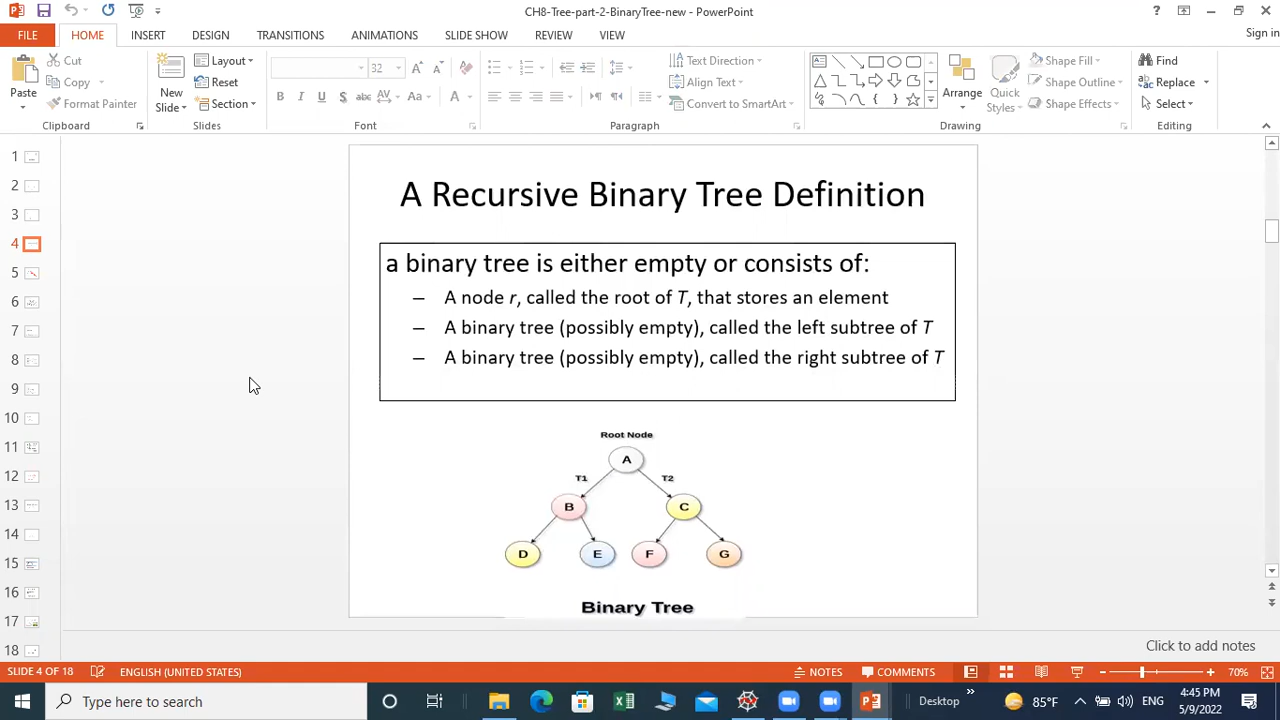 CH8-Tree-part-2-BinaryTree-new - PowerPoint
?
FILE HOME INSERT DESIGN TRANSITIONS ANIMATIONS SLIDE SHOW REVIEW VIEW Sign in
Paste
Cut
Copy
Format Painter
Clipboard
New Slide
Layout
Reset
Section
Slides
32
B I U S abc AV Aa A
Font
Text Direction
Align Text
Convert to SmartArt
Paragraph
Arrange
Quick Styles
Shape Fill
Shape Outline
Shape Effects
Drawing
Find
Replace
Select
Editing
1
2
3
4
5
6
7
8
9
10
11
12
13
14
15
16
17
18
A Recursive Binary Tree Definition
a binary tree is either empty or consists of:
– A node r, called the root of T, that stores an element
– A binary tree (possibly empty), called the left subtree of T
– A binary tree (possibly empty), called the right subtree of T
Root Node
A
T1 T2
B C
D E F G
Binary Tree
Click to add notes
SLIDE 4 OF 18 ENGLISH (UNITED STATES) NOTES COMMENTS 70%
Type here to search Desktop 85°F ENG 4:45 PM
5/9/2022